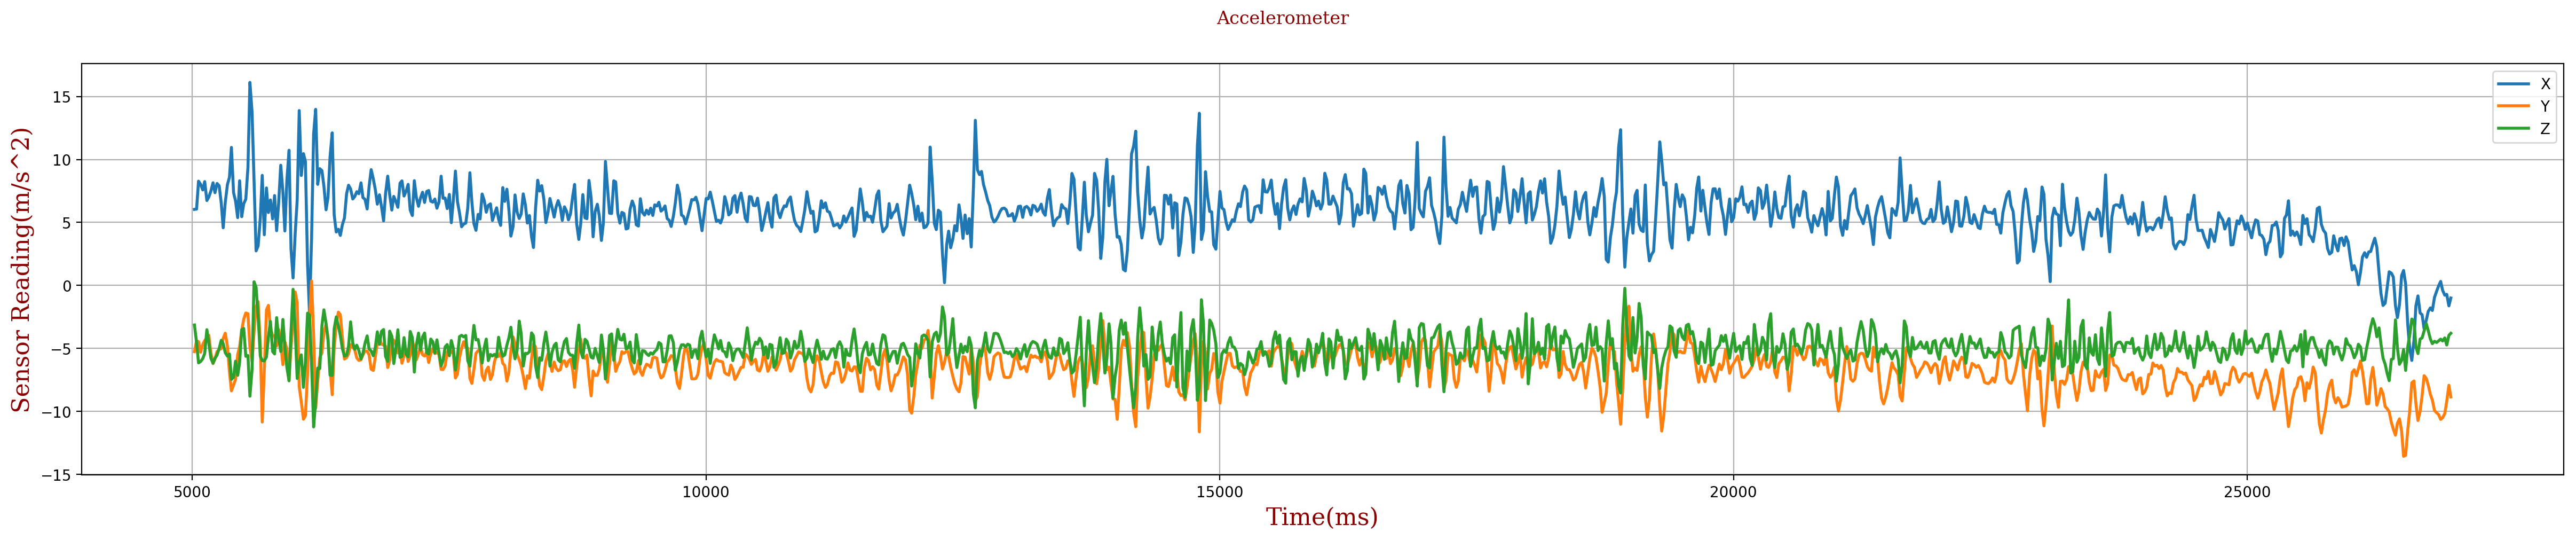 Accelerometer
Sensor Reading(m/s^2)
15
10
5
0
−5
−10
−15
X
Y
Z
5000 10000 15000 20000 25000
Time(ms)